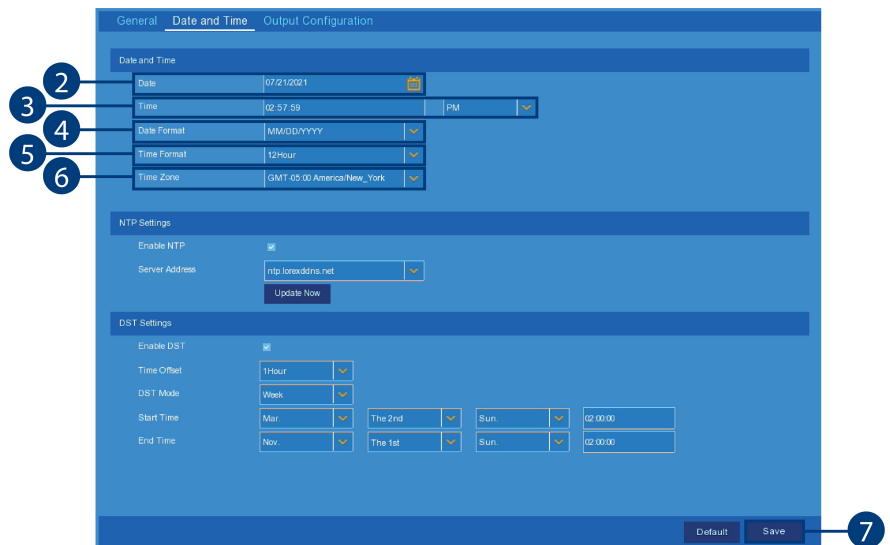 General Date and Time Output Configuration
Date and Time
2 Date 07/21/2021
3 Time 02:57:59 PM
4 Date Format MM/DD/YYYY
5 Time Format 12Hour
6 Time Zone GMT-05:00 America/New_York
NTP Settings
Enable NTP
Server Address ntp.lorexddns.net
Update Now
DST Settings
Enable DST
Time Offset 1Hour
DST Mode Week
Start Time Mar. The 2nd Sun. 02:00:00
End Time Nov. The 1st Sun. 02:00:00
Default Save 7